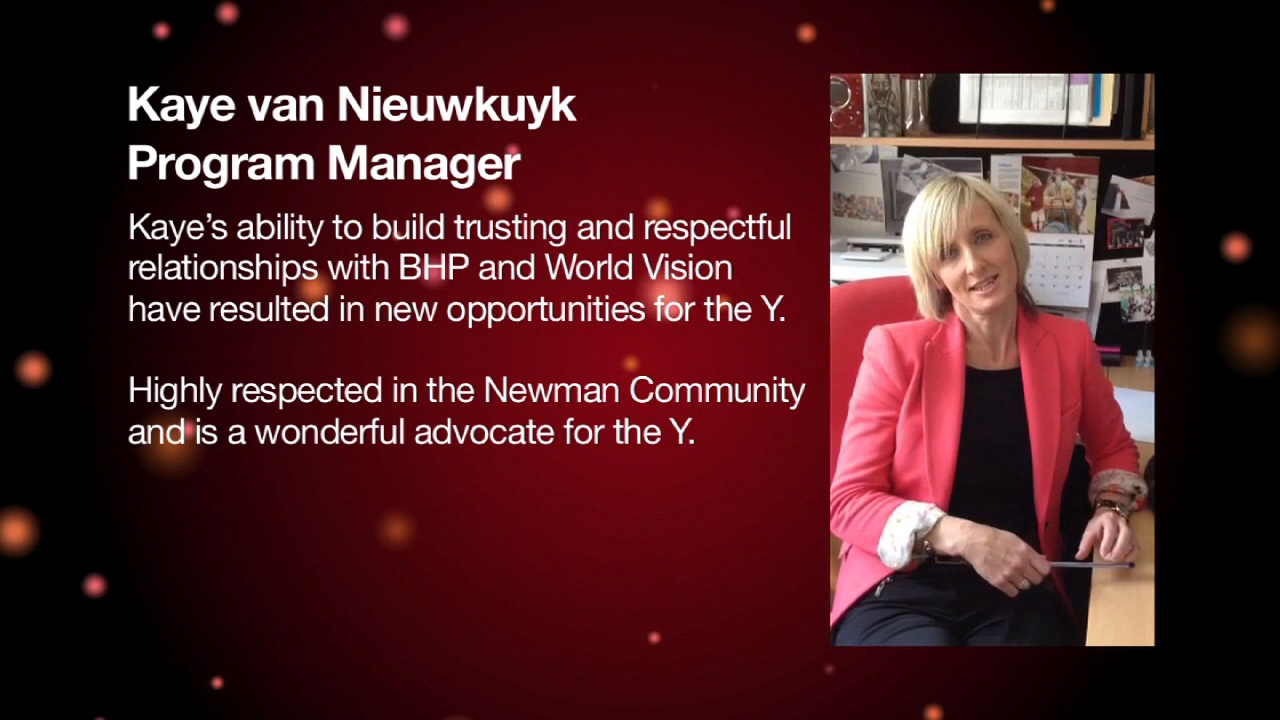 Kaye van Nieuwkuyk
Program Manager
Kaye’s ability to build trusting and respectful
relationships with BHP and World Vision
have resulted in new opportunities for the Y.
Highly respected in the Newman Community
and is a wonderful advocate for the Y.